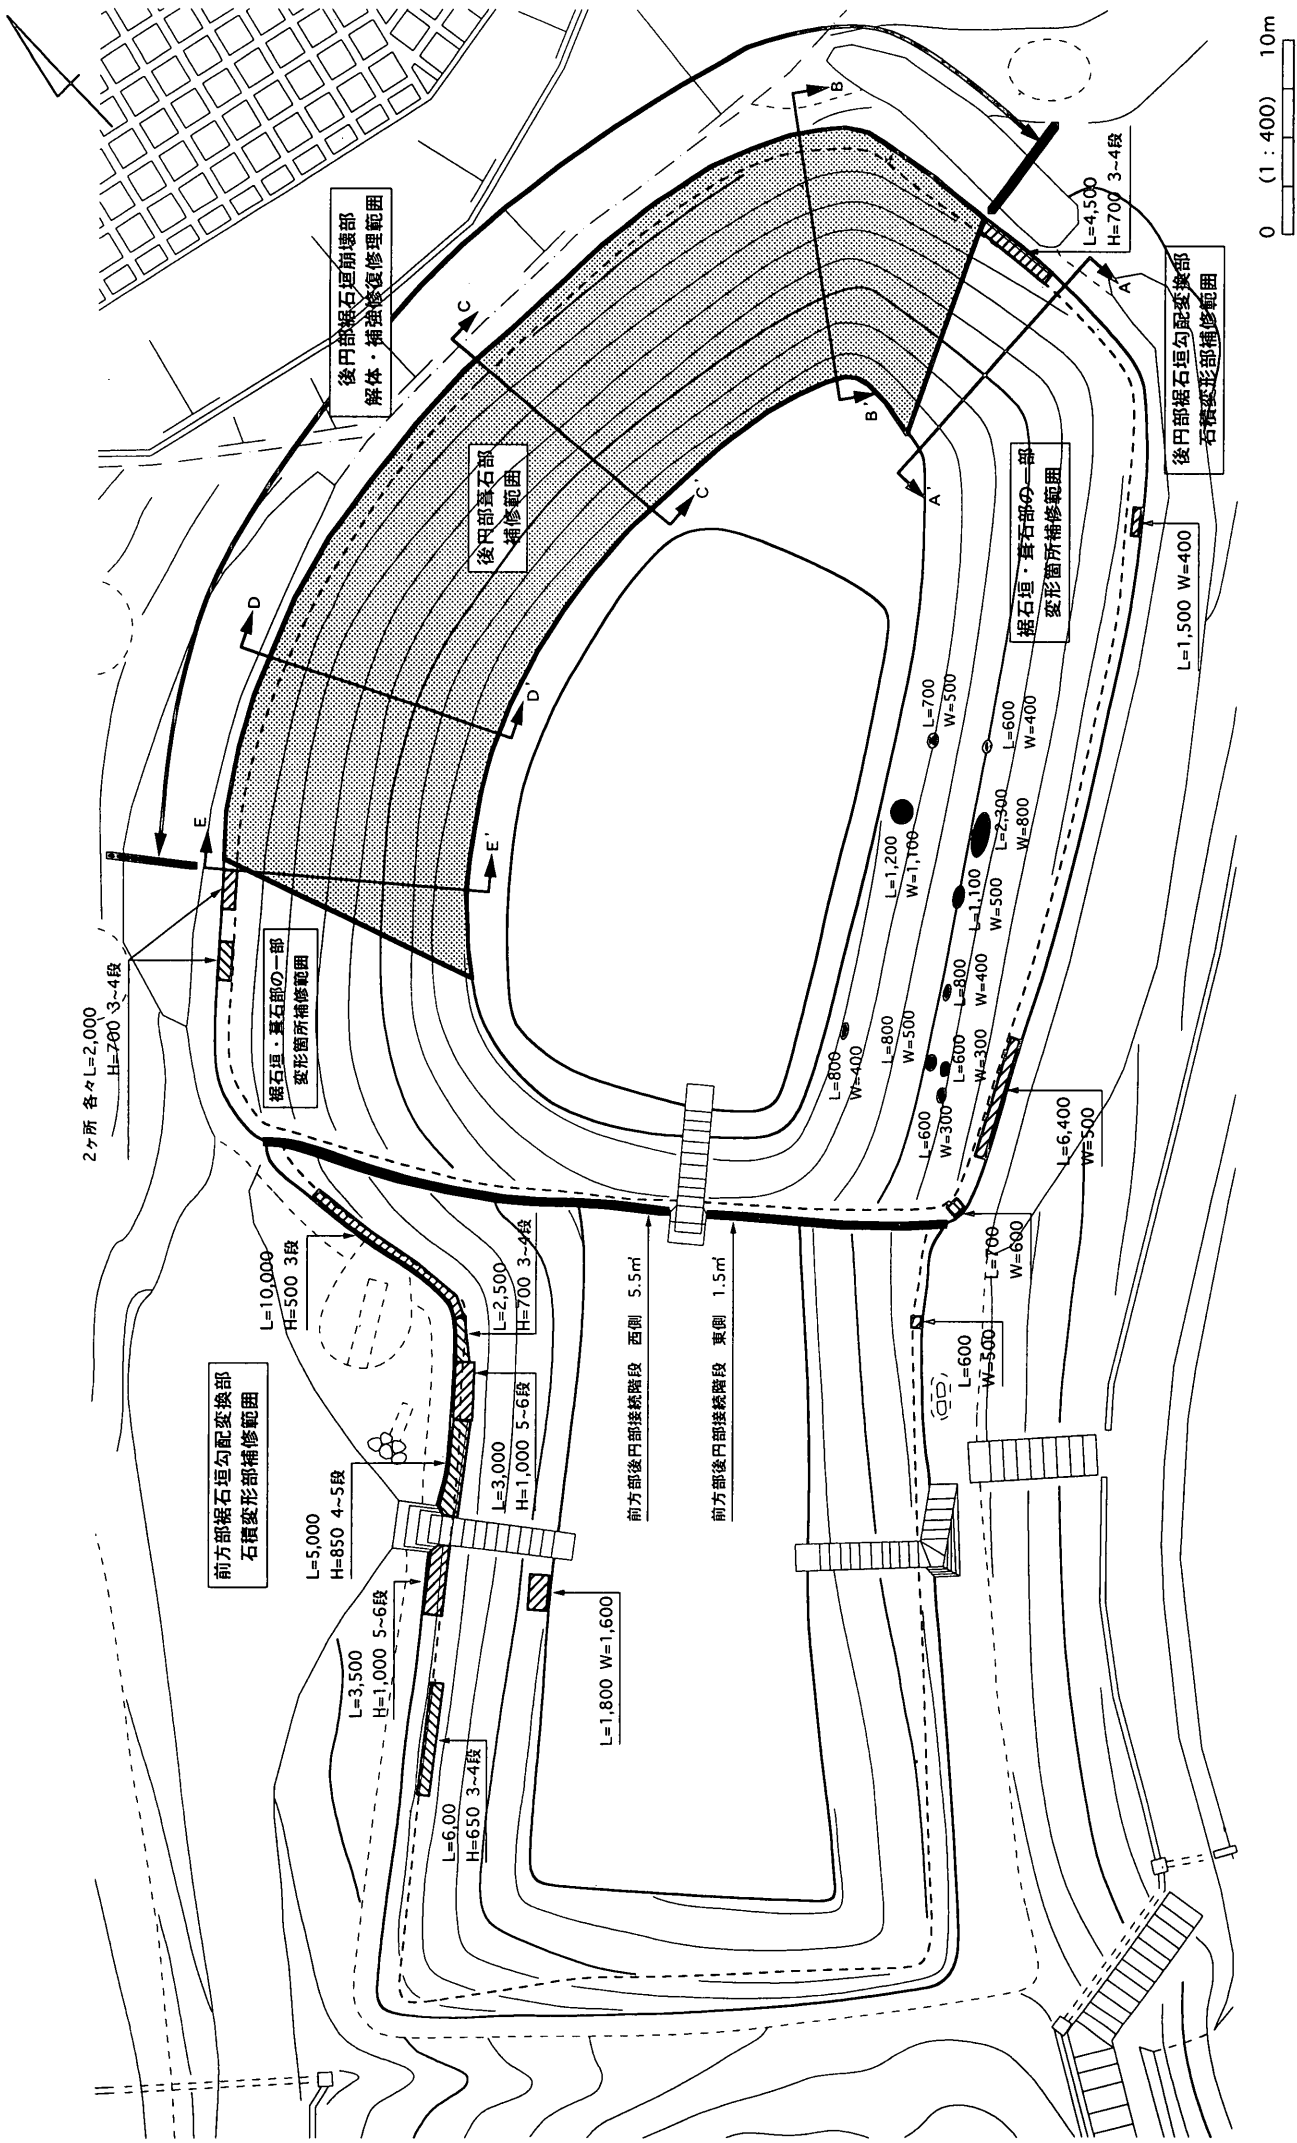 2ヶ所 各々L=2,000
H=700 3~4段
後円部裾石垣崩壊部
解体・補強修復修理範囲
後円部葺石部
補修範囲
裾石垣・葺石部の一部
変形箇所補修範囲
前方部裾石垣勾配変換部
石積変形部補修範囲
L=10,000
H=500 3段
L=2,500
H=700 3~4段
L=3,000
H=1,000 5~6段
L=5,000
H=850 4~5段
L=3,500
H=1,000 5~6段
L=6,00
H=650 3~4段
L=1,800 W=1,600
前方部後円部接続階段 西側 5.5㎡
前方部後円部接続階段 東側 1.5㎡
L=800
W=400
L=800
W=500
L=600
W=300
L=600
W=300
L=800
W=400
L=1,100
W=500
L=1,200
W=1,100
L=2,300
W=800
L=700
W=500
L=600
W=400
裾石垣・葺石部の一部
変形箇所補修範囲
L=600
W=500
L=700
W=600
L=6,400
W=500
L=1,500 W=400
後円部裾石垣勾配変換部
石積変形部補修範囲
L=4,500
H=700 3~4段
A
A'
B
B'
C
C'
D
D'
E
E'
0 (1:400) 10m